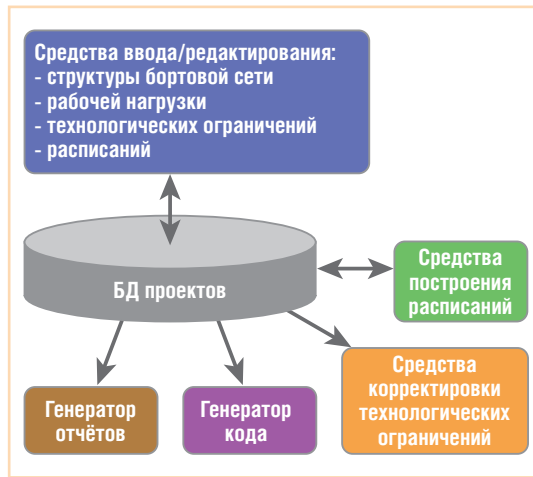 Средства ввода/редактирования:
- структуры бортовой сети
- рабочей нагрузки
- технологических ограничений
- расписаний
БД проектов
Средства
построения
расписаний
Генератор
отчётов
Генератор
кода
Средства
корректировки
технологических
ограничений